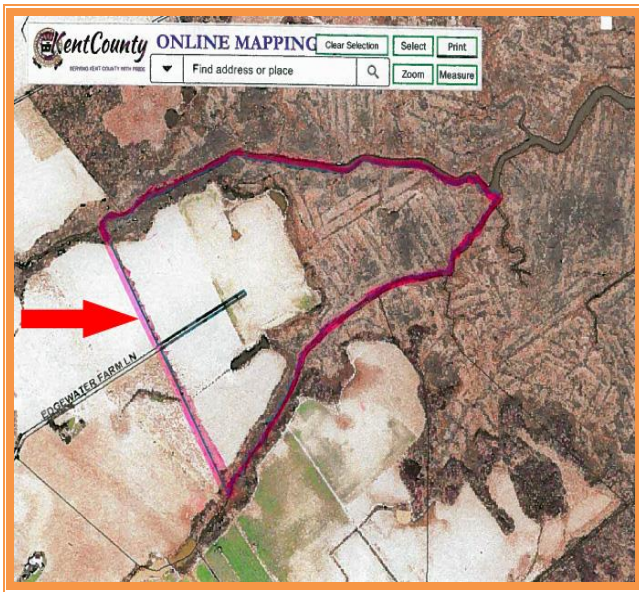 KentCounty
SERVING KENT COUNTY WITH PRIDE
ONLINE MAPPING
Clear Selection
Select
Print
Find address or place
Zoom
Measure
EDGEWATER FARM LN